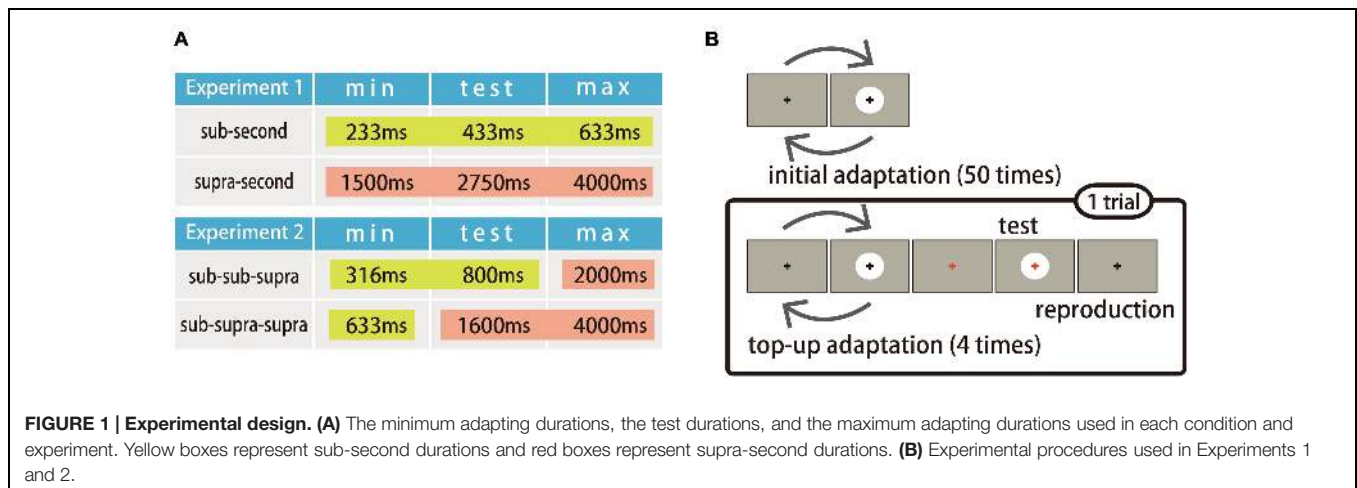 A
Experiment 1 min test max
sub-second 233ms 433ms 633ms
supra-second 1500ms 2750ms 4000ms
Experiment 2 min test max
sub-sub-supra 316ms 800ms 2000ms
sub-supra-supra 633ms 1600ms 4000ms
B
initial adaptation (50 times)
1 trial
test
reproduction
top-up adaptation (4 times)
FIGURE 1 | Experimental design. (A) The minimum adapting durations, the test durations, and the maximum adapting durations used in each condition and
experiment. Yellow boxes represent sub-second durations and red boxes represent supra-second durations. (B) Experimental procedures used in Experiments 1
and 2.